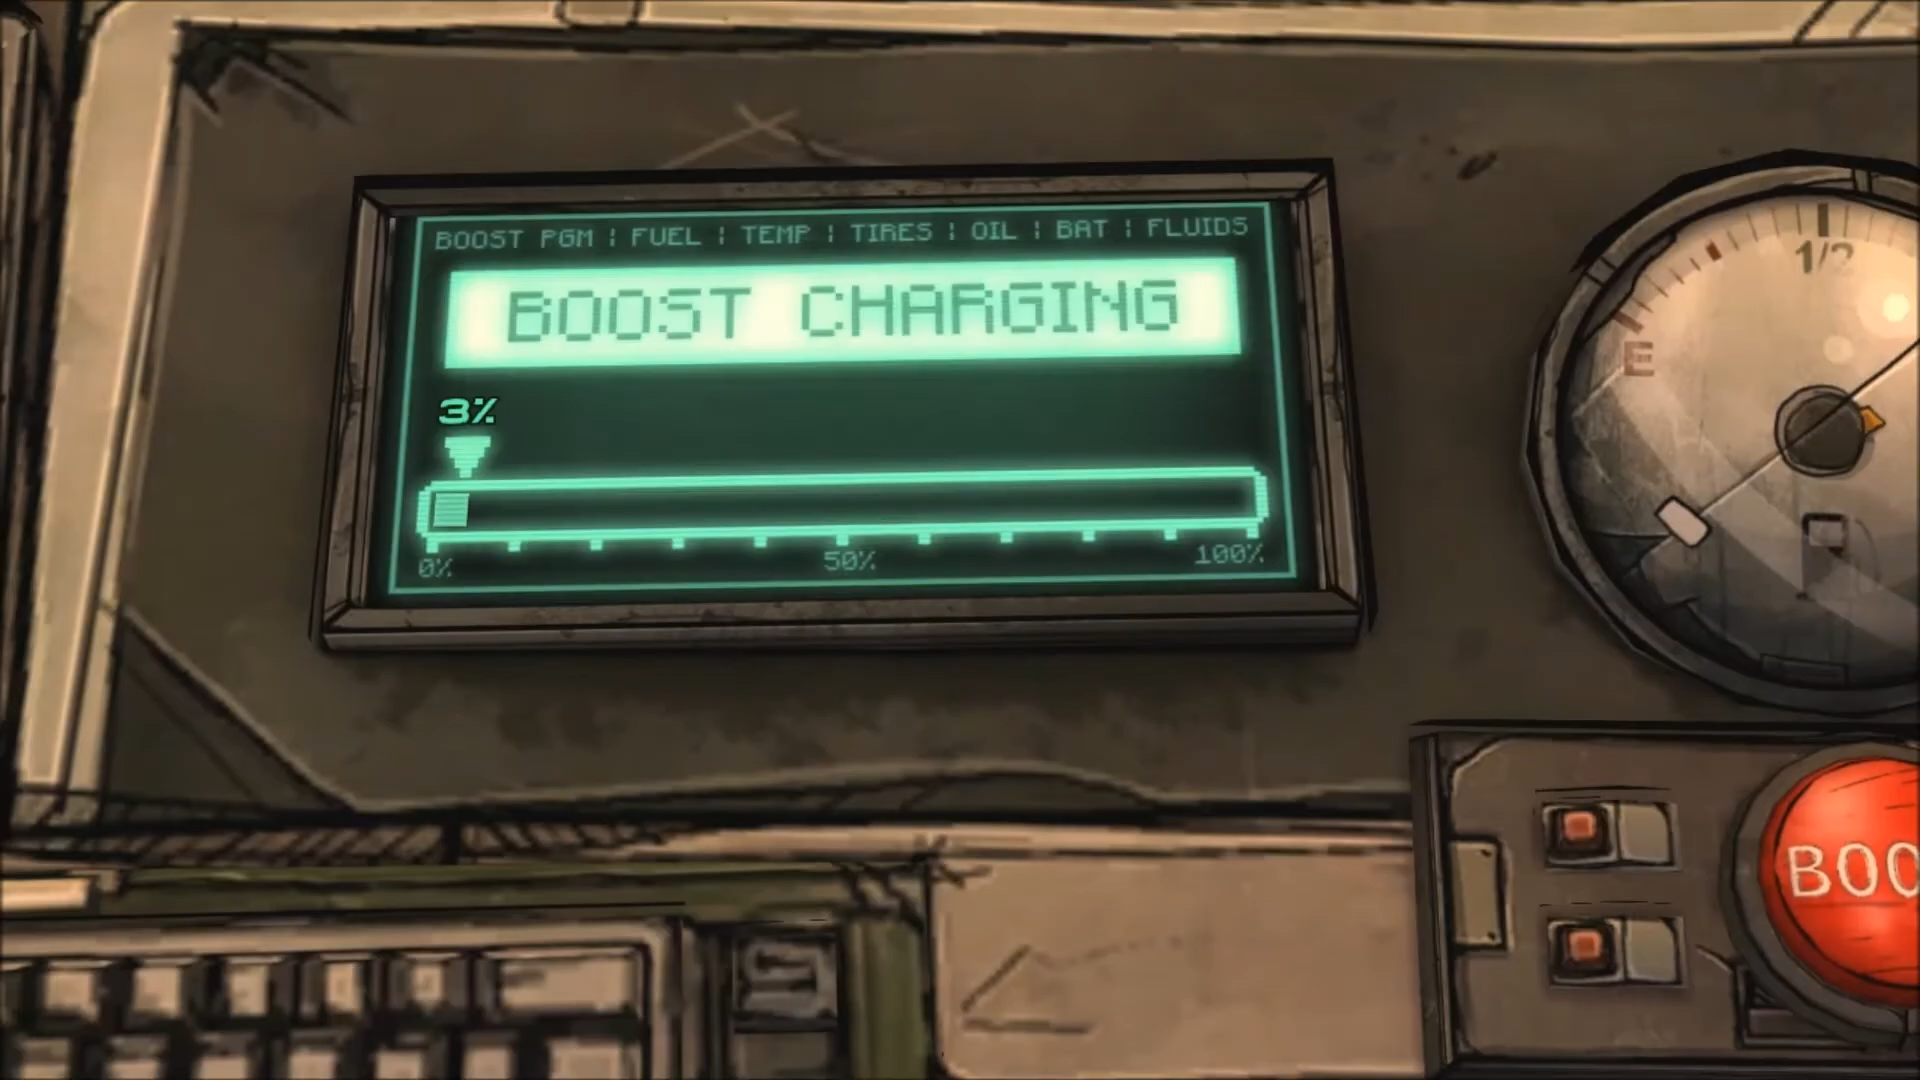 BOOST PGM ¦ FUEL ¦ TEMP ¦ TIRES ¦ OIL ¦ BAT ¦ FLUIDS
BOOST CHARGING
3%
0% 50% 100%
1/2
E
BOO